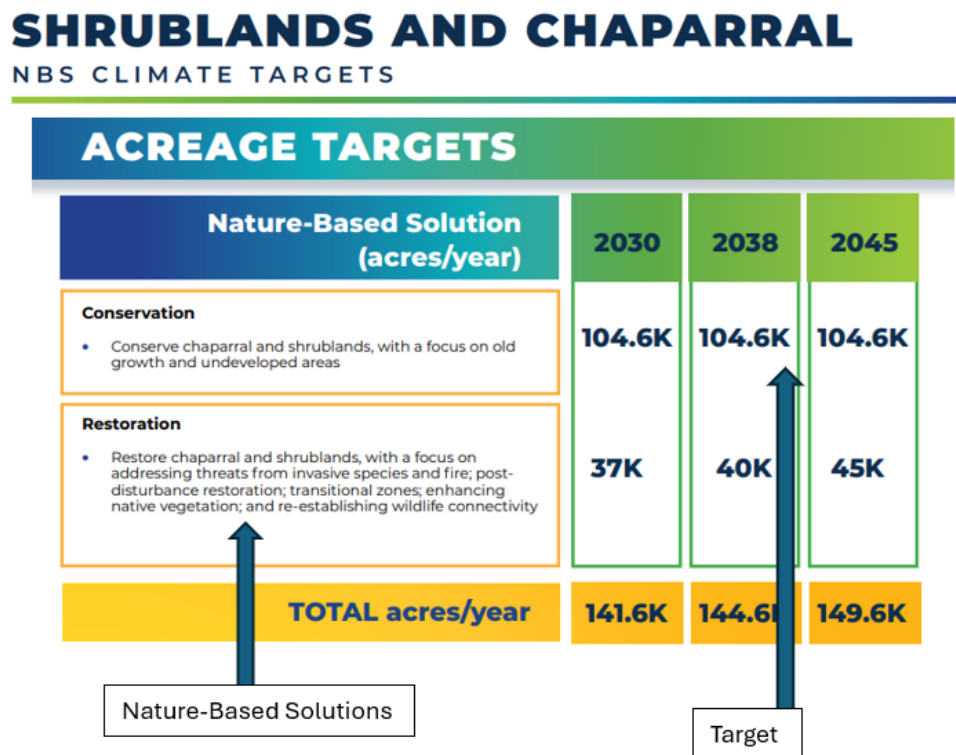 SHRUBLANDS AND CHAPARRAL
NBS CLIMATE TARGETS
ACREAGE TARGETS
Nature-Based Solution
(acres/year)
2030 2038 2045
Conservation
• Conserve chaparral and shrublands, with a focus on old
growth and undeveloped areas
104.6K 104.6K 104.6K
Restoration
• Restore chaparral and shrublands, with a focus on
addressing threats from invasive species and fire; post-
disturbance restoration; transitional zones; enhancing
native vegetation; and re-establishing wildlife connectivity
37K 40K 45K
TOTAL acres/year 141.6K 144.6K 149.6K
Nature-Based Solutions
Target